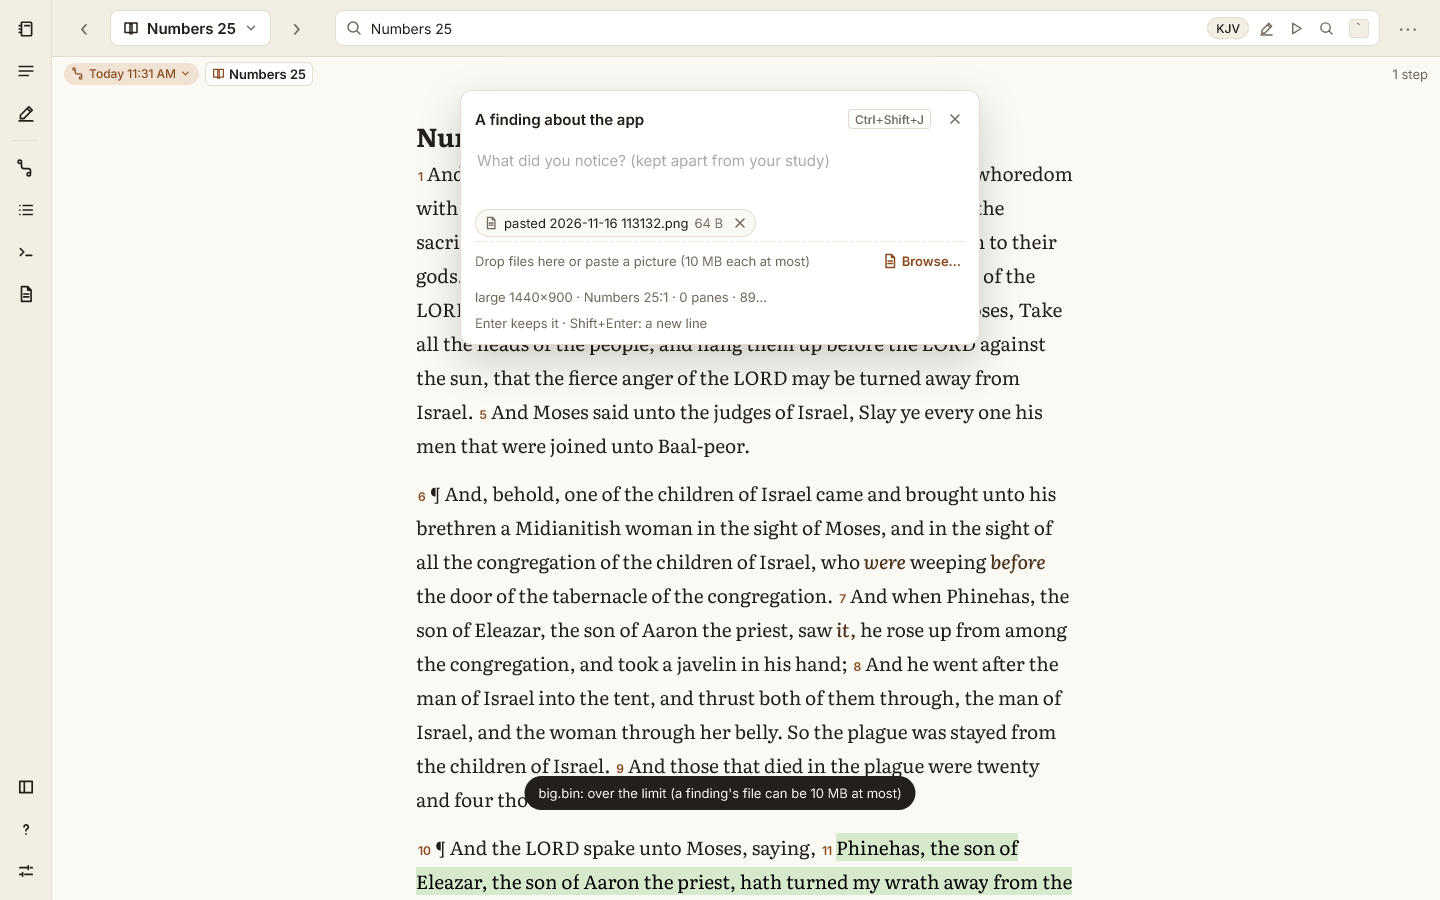 Numbers 25
Numbers 25
KJV
`
Today 11:31 AM
Numbers 25
1 step
A finding about the app
Ctrl+Shift+J
What did you notice? (kept apart from your study)
pasted 2026-11-16 113132.png 64 B
Drop files here or paste a picture (10 MB each at most)
Browse...
large 1440×900 · Numbers 25:1 · 0 panes · 89...
Enter keeps it · Shift+Enter: a new line
1 And whoredom
with the
to their
gods. of the
Take
all the heads of the people, and hang them up before the LORD against
the sun, that the fierce anger of the LORD may be turned away from
Israel. 5 And Moses said unto the judges of Israel, Slay ye every one his
men that were joined unto Baal-peor.
6 ¶ And, behold, one of the children of Israel came and brought unto his
brethren a Midianitish woman in the sight of Moses, and in the sight of
all the congregation of the children of Israel, who were weeping before
the door of the tabernacle of the congregation. 7 And when Phinehas, the
son of Eleazar, the son of Aaron the priest, saw it, he rose up from among
the congregation, and took a javelin in his hand; 8 And he went after the
man of Israel into the tent, and thrust both of them through, the man of
Israel, and the woman through her belly. So the plague was stayed from
the children of Israel. 9 And those that died in the plague were twenty
and four
big.bin: over the limit (a finding's file can be 10 MB at most)
10 ¶ And the LORD spake unto Moses, saying, 11 Phinehas, the son of
Eleazar, the son of Aaron the priest, hath turned my wrath away from the